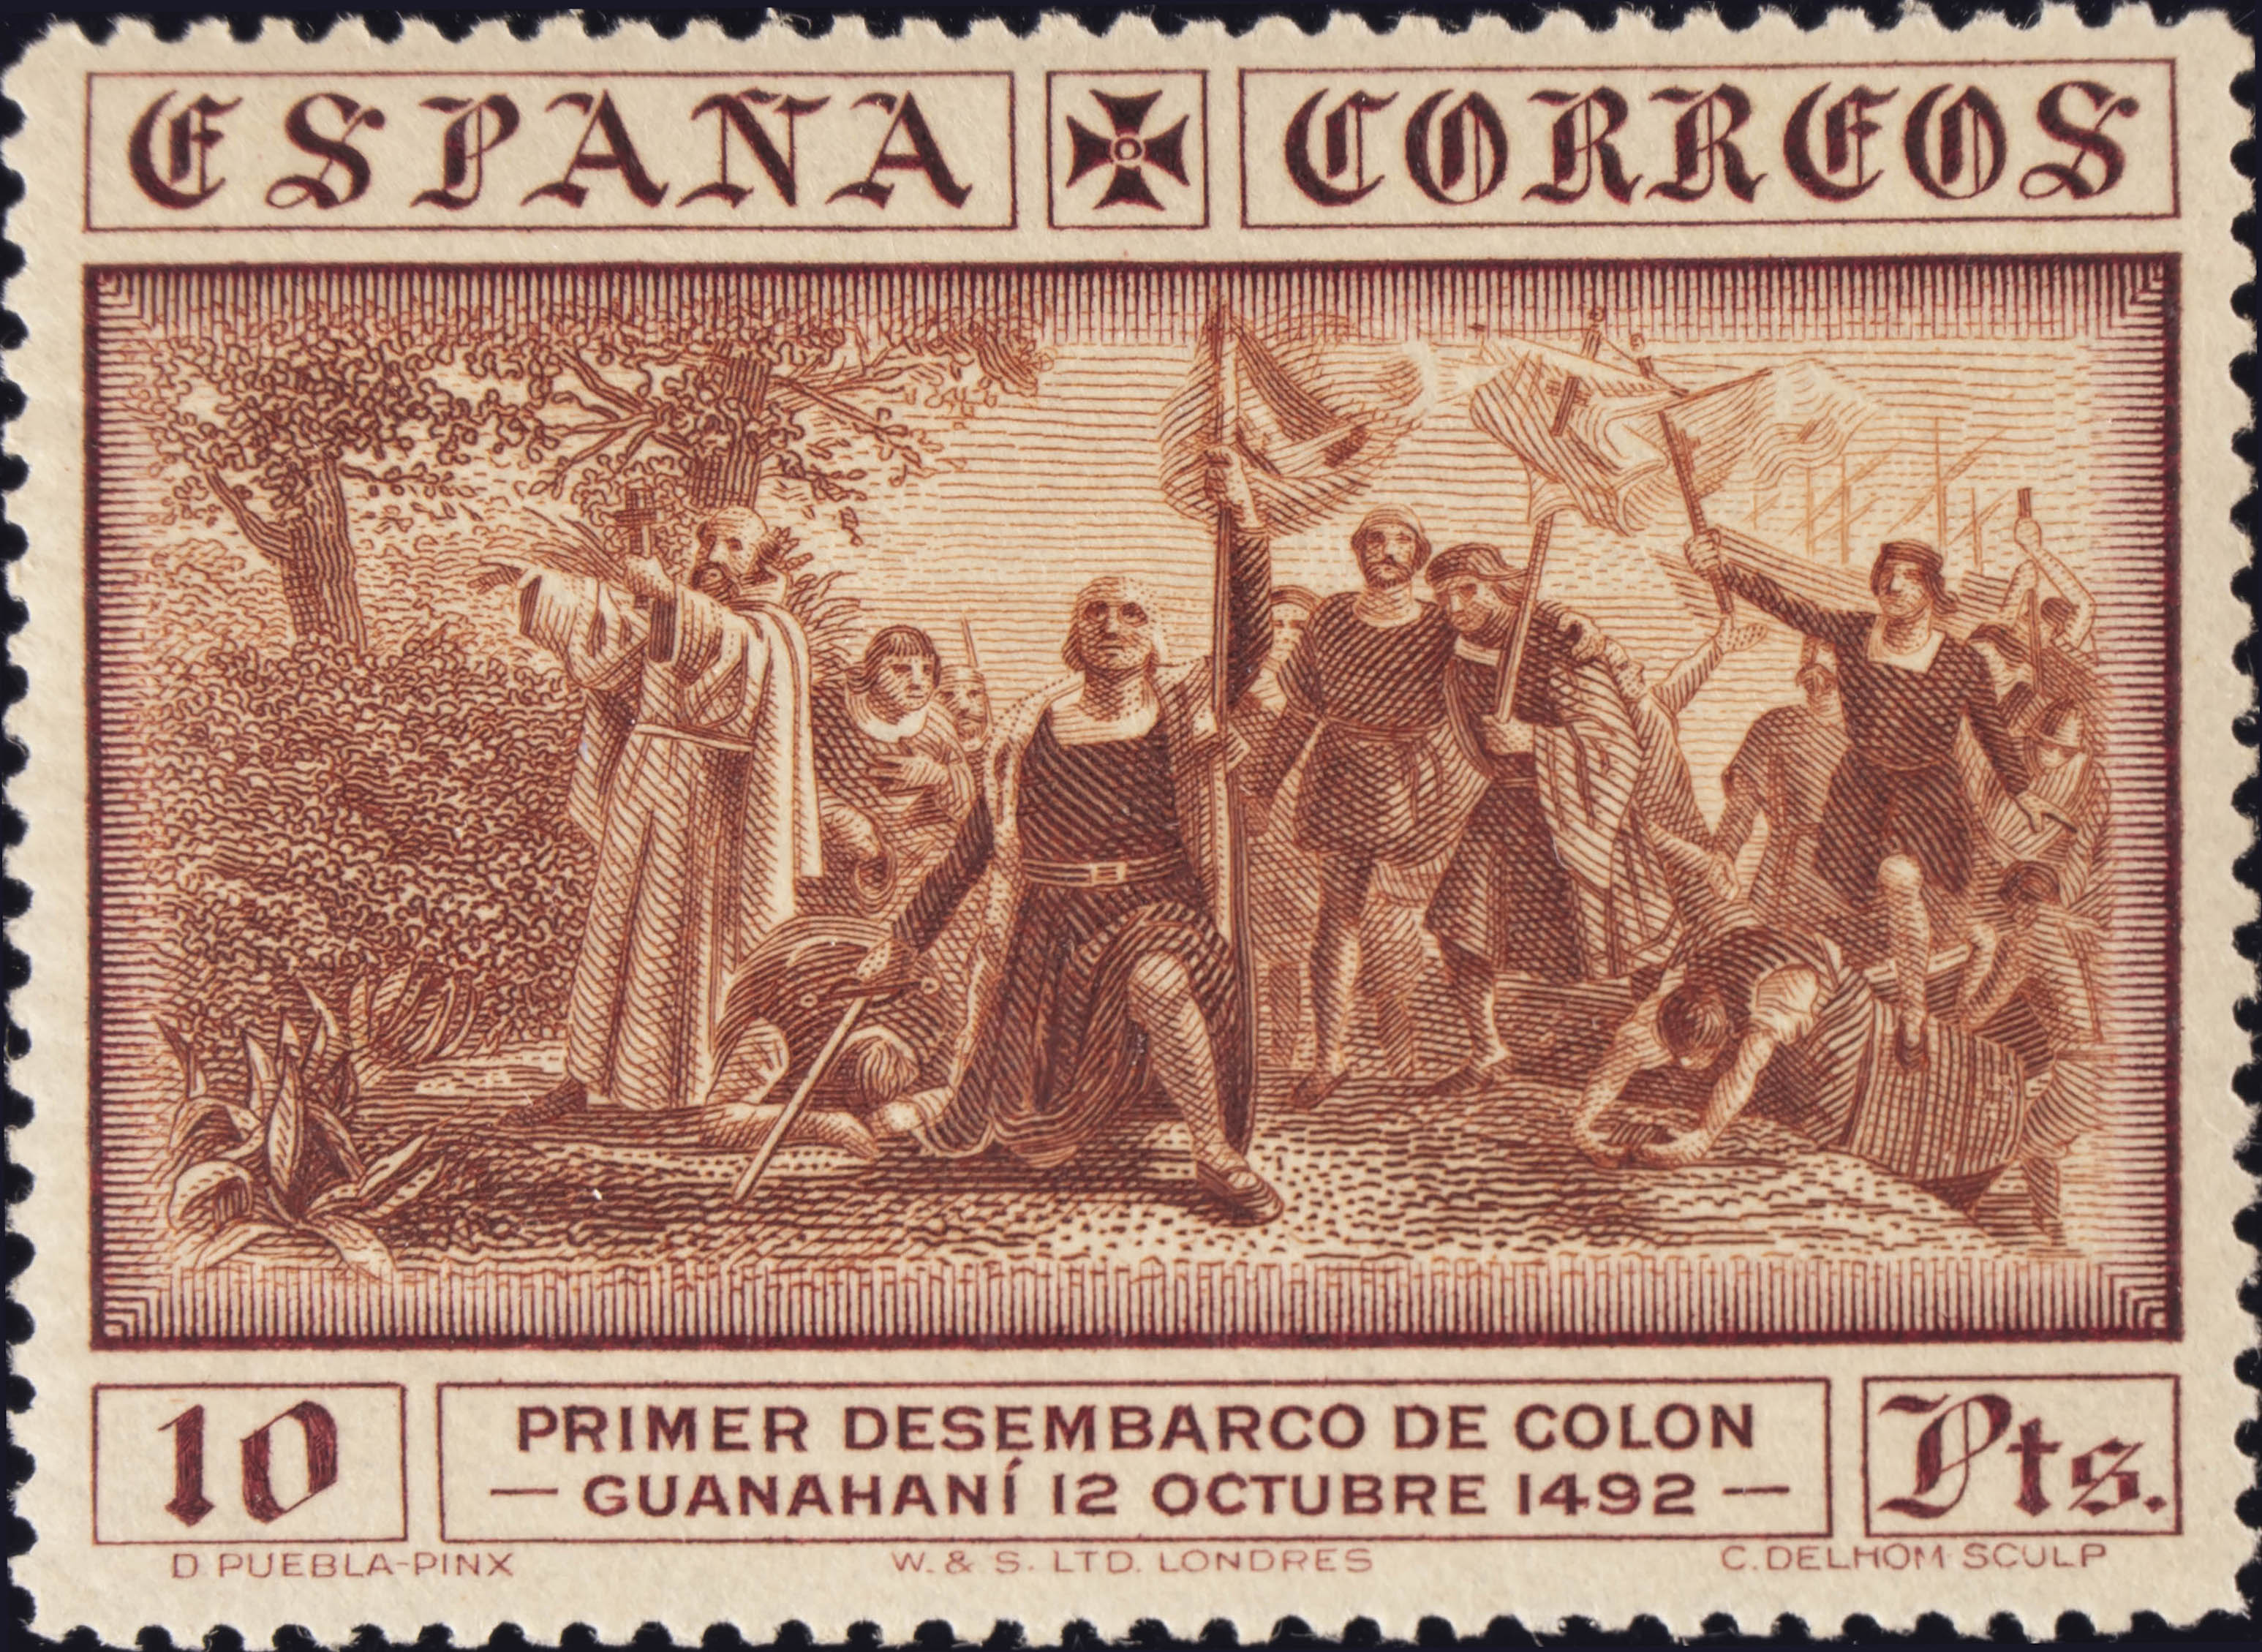 ESPAÑA CORREOS
10 PRIMER DESEMBARCO DE COLON Pts.
— GUANAHANÍ 12 OCTUBRE 1492 —
D PUEBLA-PINX W. & S. LTD. LONDRES C. DELHOM SCULP